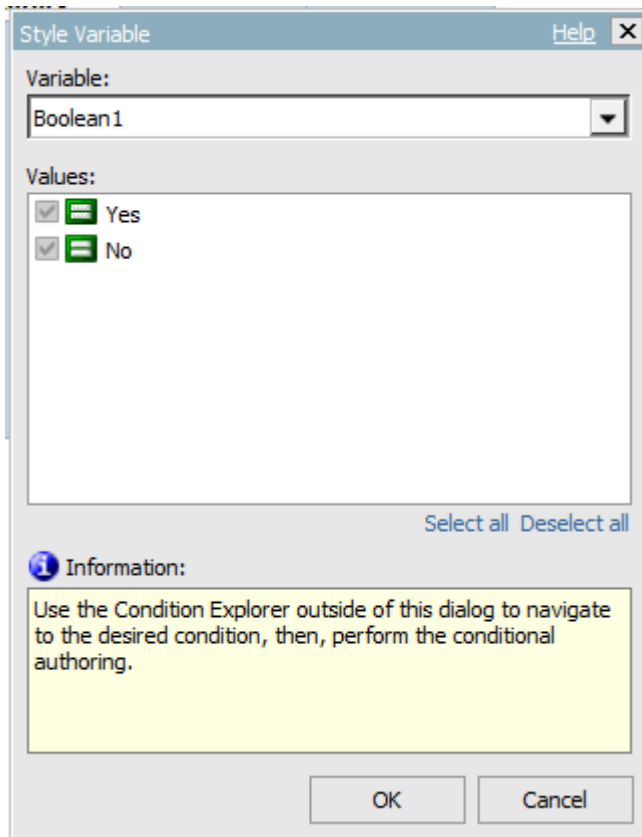 Style Variable Help
Variable:
Boolean1
Values:
Yes
No
Select all Deselect all
Information:
Use the Condition Explorer outside of this dialog to navigate
to the desired condition, then, perform the conditional
authoring.
OK Cancel